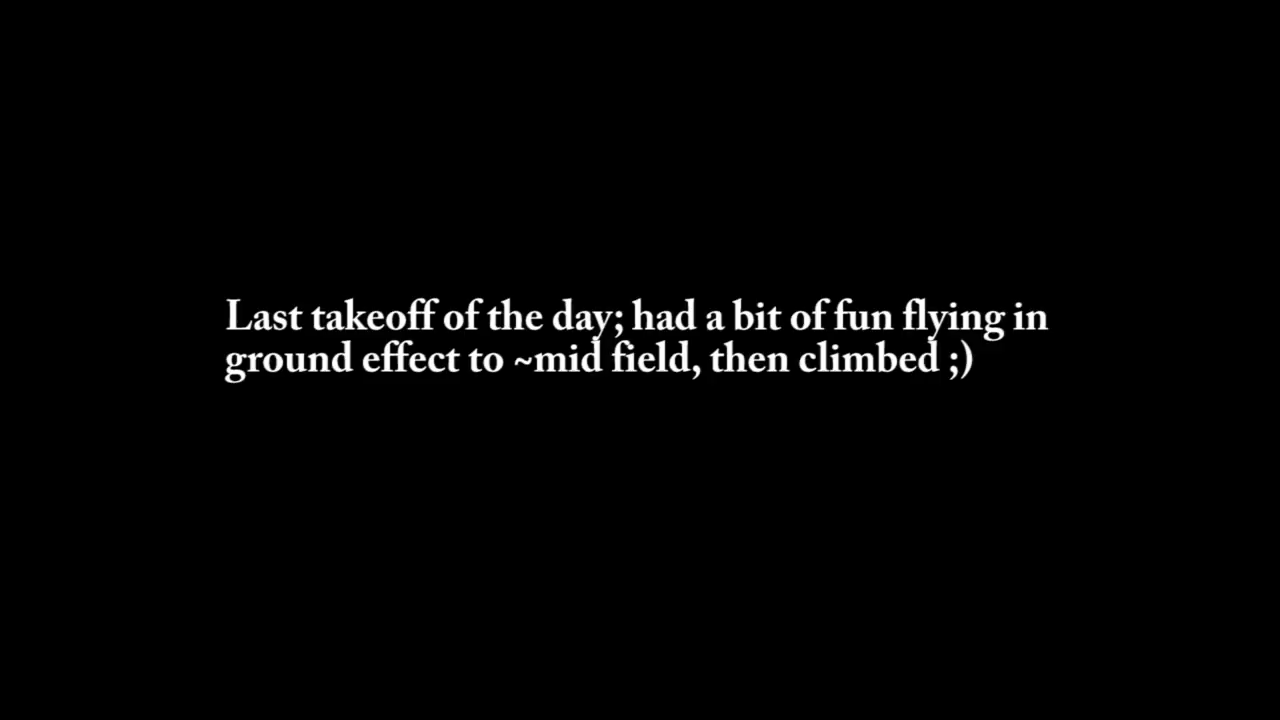 Last takeoff of the day; had a bit of fun flying in
ground effect to ~mid field, then climbed ;)